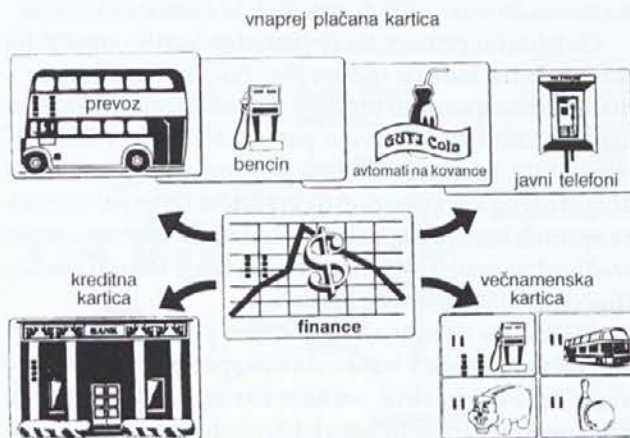 vnaprej plačana kartica
prevoz
bencin
GUTI Cola
avtomati na kovance
javni telefoni
kreditna
kartica
$
finance
večnamenska
kartica
BANK